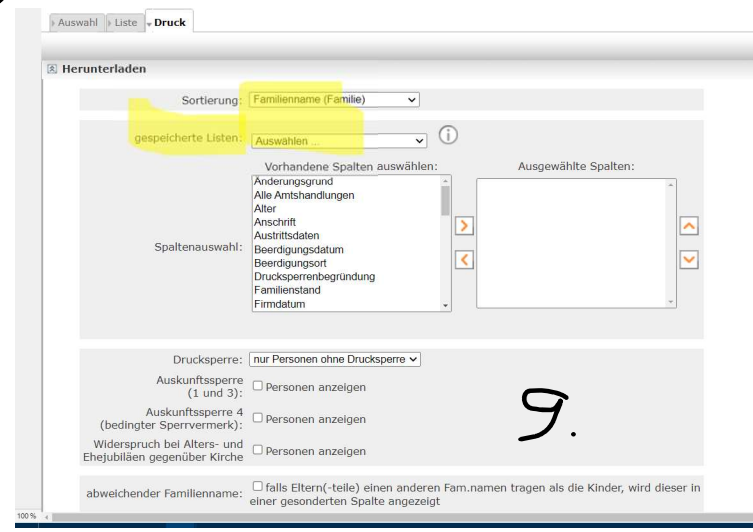 Auswahl Liste Druck
Herunterladen
Sortierung: Familienname (Familie)
gespeicherte Listen: Auswählen ...
Vorhandene Spalten auswählen: Ausgewählte Spalten:
Spaltenauswahl:
Änderungsgrund
Alle Amtshandlungen
Alter
Anschrift
Austrittsdaten
Beerdigungsdatum
Beerdigungsort
Drucksperrenbegründung
Familienstand
Firmdatum
Drucksperre: nur Personen ohne Drucksperre
Auskunftssperre
(1 und 3): Personen anzeigen
Auskunftssperre 4
(bedingter Sperrvermerk): Personen anzeigen
Widerspruch bei Alters- und
Ehejubiläen gegenüber Kirche Personen anzeigen
9.
abweichender Familienname: falls Eltern(-teile) einen anderen Fam.namen tragen als die Kinder, wird dieser in
einer gesonderten Spalte angezeigt
100 %